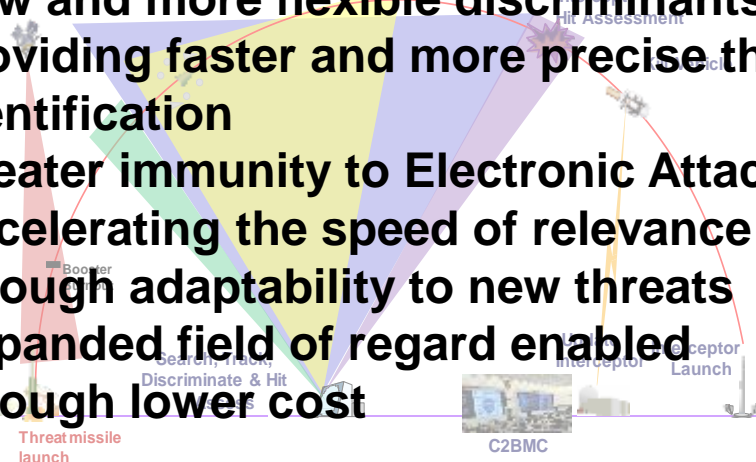 w and more flexible discriminants
Hit Assessment
oviding faster and more precise th
entification
eater immunity to Electronic Attac
celerating the speed of relevance
Booster
ough adaptability to new threats
panded field of regard enabled
Search, Track,
Discriminate & Hit
Interceptor
Launch
ough lower cost
C2BMC
Threat missile
launch